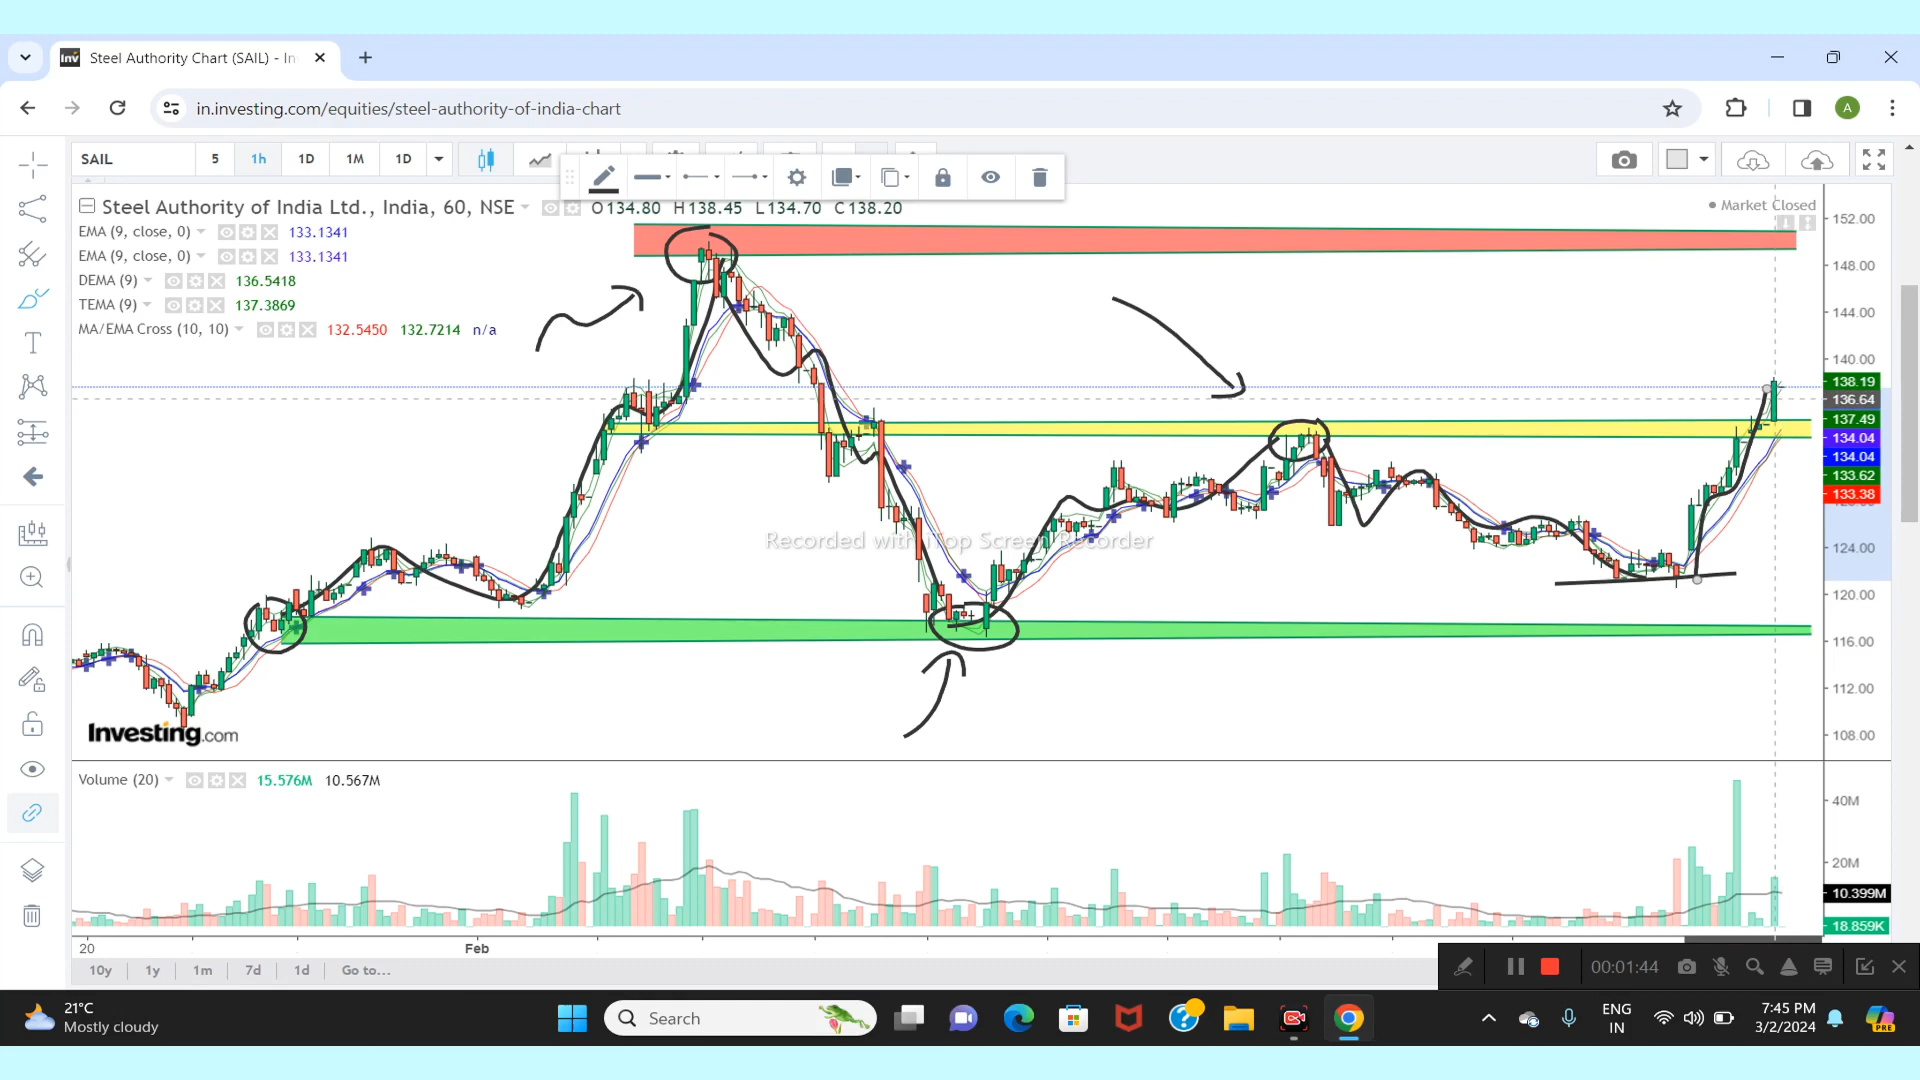 Steel Authority Chart (SAIL) - In
in.investing.com/equities/steel-authority-of-india-chart
A
SAIL 5 1h 1D 1M 1D
Steel Authority of India Ltd., India, 60, NSE O134.80 H138.45 L134.70 C138.20
Market Closed
EMA (9, close, 0) 133.1341
EMA (9, close, 0) 133.1341
DEMA (9) 136.5418
TEMA (9) 137.3869
MA/EMA Cross (10, 10) 132.5450 132.7214 n/a
152.00
148.00
144.00
140.00
138.19
136.64
137.49
134.04
134.04
133.62
133.38
124.00
120.00
116.00
112.00
108.00
Recorded with iTop Screen Recorder
Investing.com
Volume (20) 15.576M 10.567M
40M
20M
10.399M
18.859K
20 Feb
10y 1y 1m 7d 1d Go to...
00:01:44
21°C
Mostly cloudy
Search
ENG
IN
7:45 PM
3/2/2024
PRE